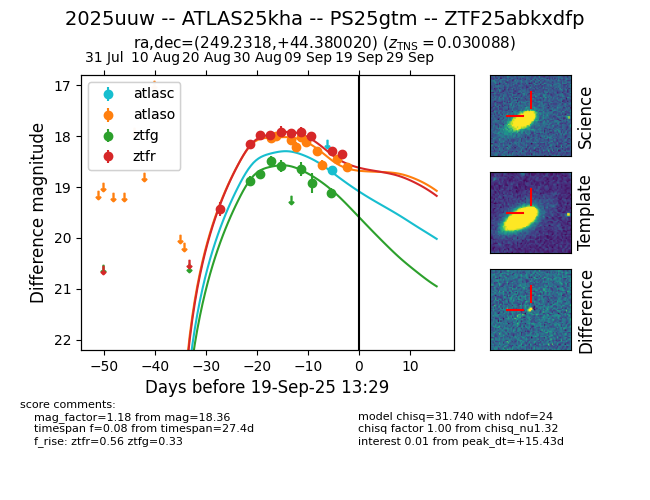 2025uuw -- ATLAS25kha -- PS25gtm -- ZTF25abkxdfp
ra,dec=(249.2318,+44.380020) (zTNS = 0.030088)
31 Jul 10 Aug 20 Aug 30 Aug 09 Sep 19 Sep 29 Sep
17
18
19
20
21
22
Difference magnitude
atlasc
atlaso
ztfg
ztfr
−50 −40 −30 −20 −10 0 10
Days before 19-Sep-25 13:29
Science
Template
Difference
score comments:
mag_factor=1.18 from mag=18.36
timespan f=0.08 from timespan=27.4d
f_rise: ztfr=0.56 ztfg=0.33
model chisq=31.740 with ndof=24
chisq factor 1.00 from chisq_nu1.32
interest 0.01 from peak_dt=+15.43d